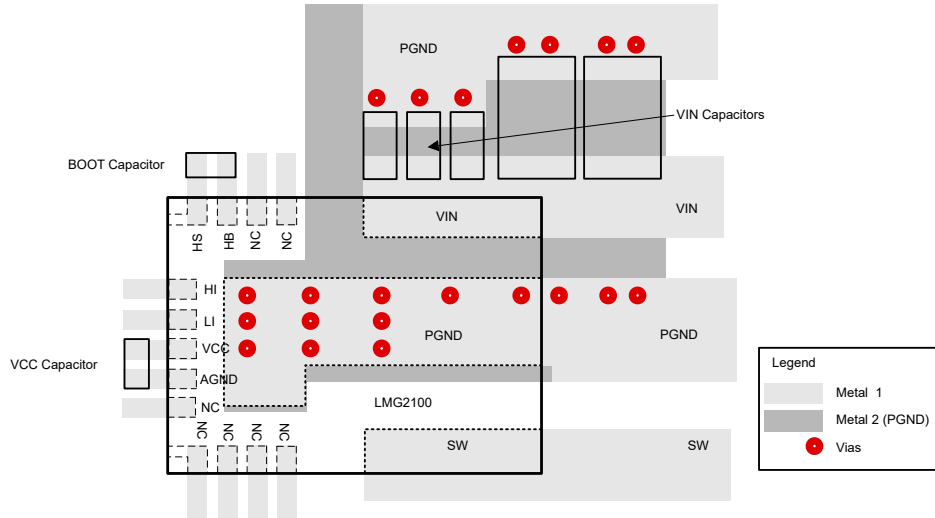 PGND
VIN Capacitors
BOOT Capacitor
HS
HB
NC
NC
VIN
VIN
HI
LI
VCC
AGND
NC
VCC Capacitor
PGND
PGND
LMG2100
NC
NC
NC
NC
SW
SW
Legend
Metal 1
Metal 2 (PGND)
Vias